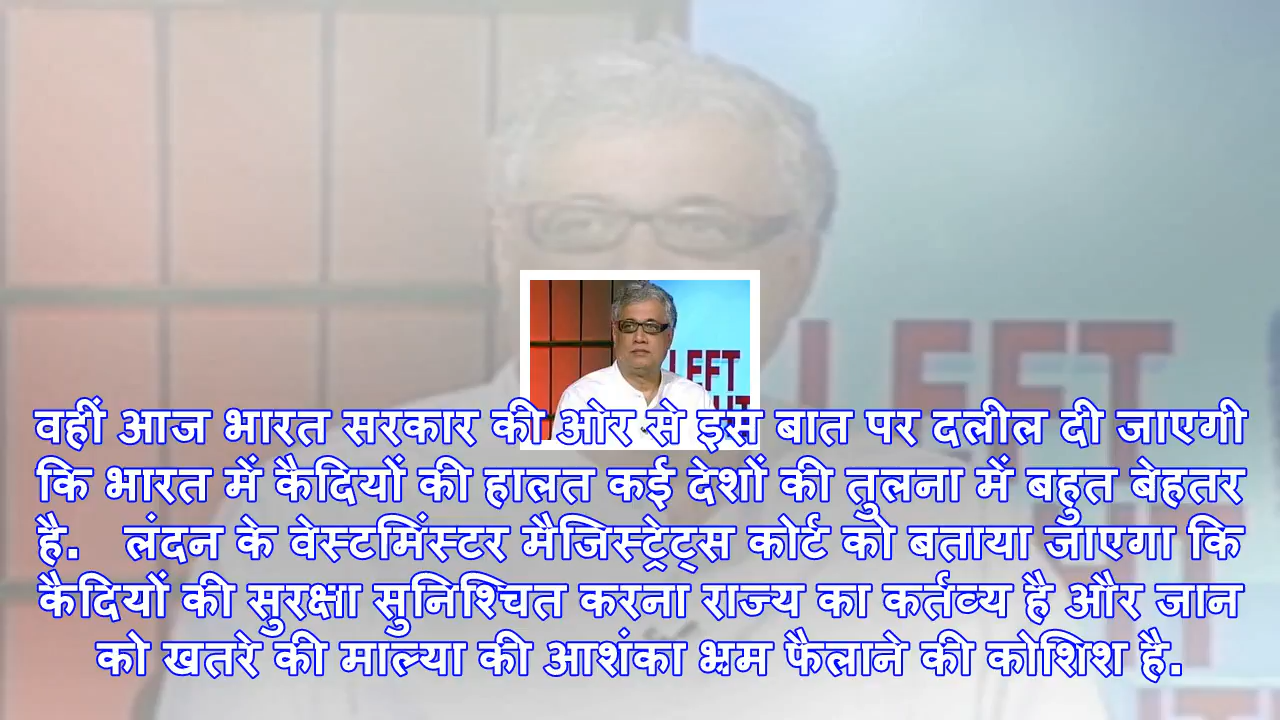 LEFT
वहीं आज भारत सरकार की ओर से इस बात पर दलील दी जाएगी
कि भारत में कैदियों की हालत कई देशों की तुलना में बहुत बेहतर
है. लंदन के वेस्टमिंस्टर मैजिस्ट्रेट्स कोर्ट को बताया जाएगा कि
कैदियों की सुरक्षा सुनिश्चित करना राज्य का कर्तव्य है और जान
को खतरे की माल्या की आशंका भ्रम फैलाने की कोशिश है.